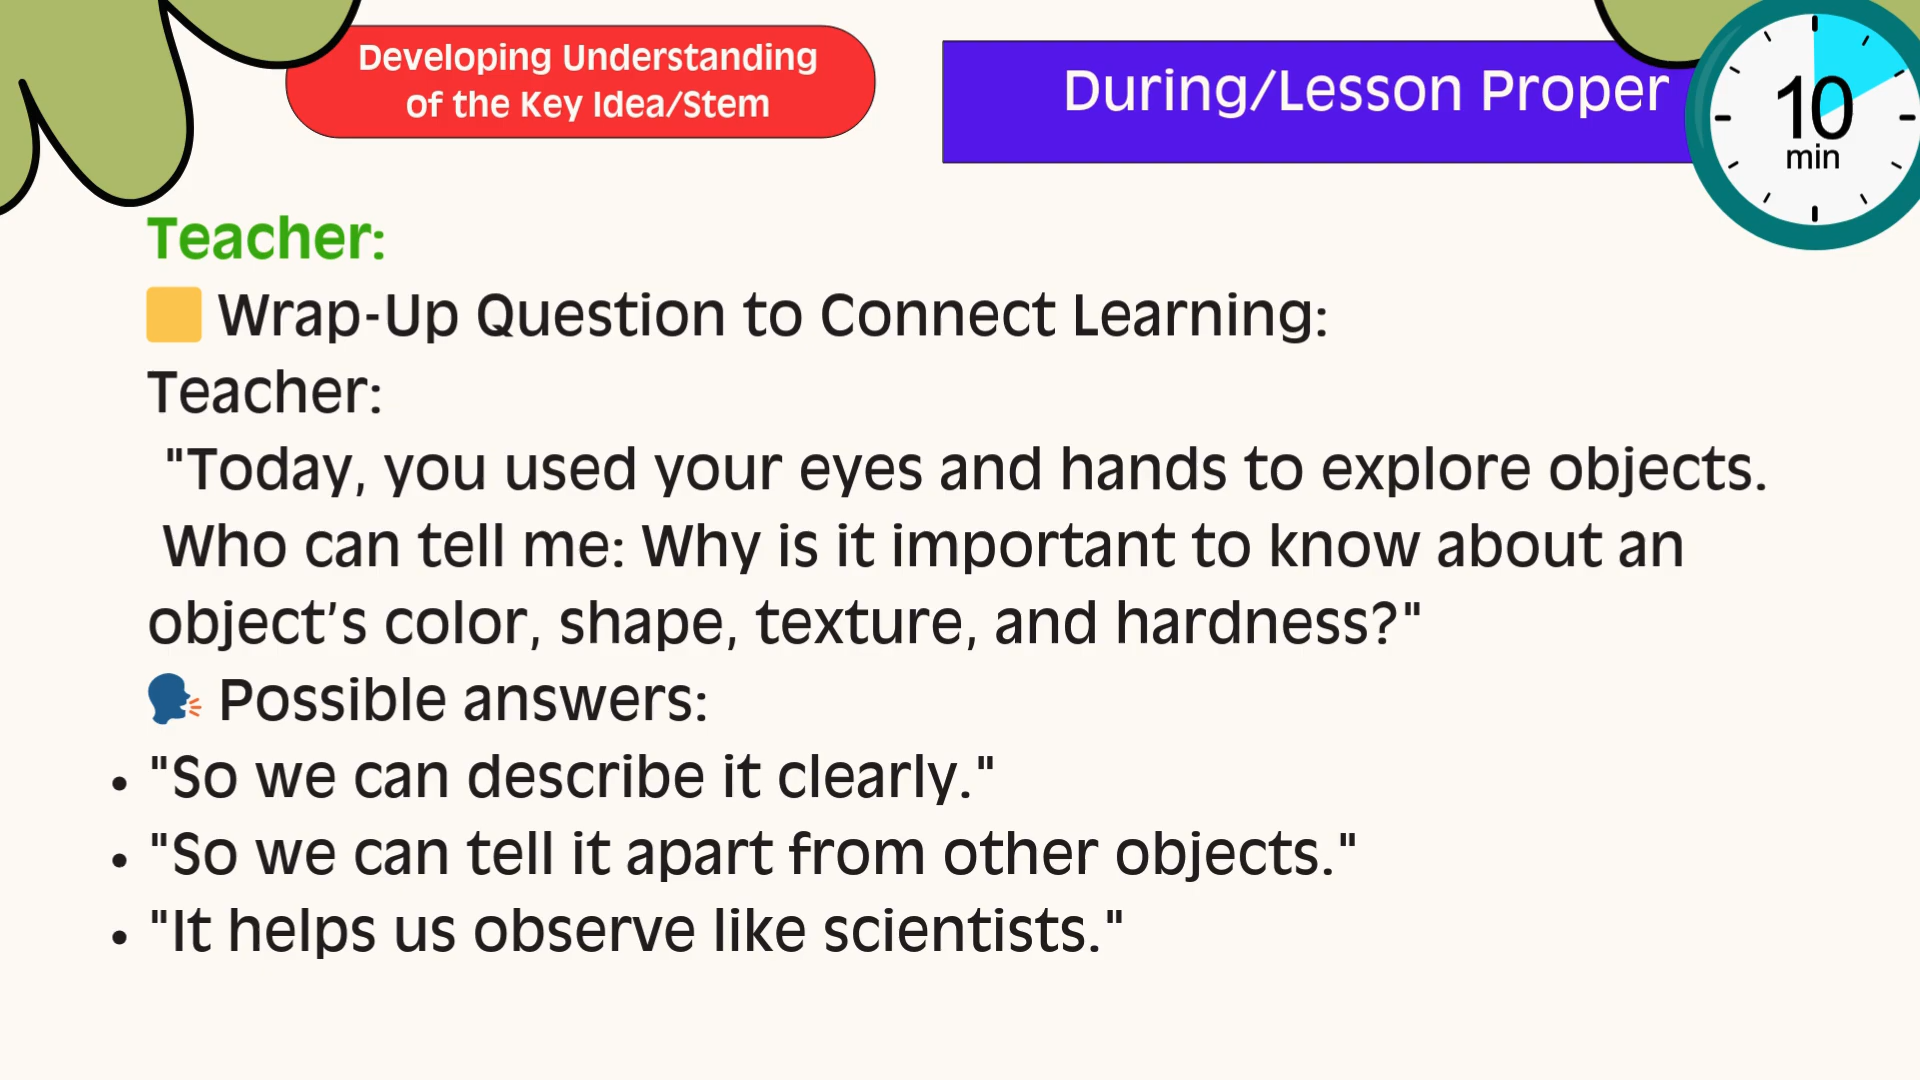 Developing Understanding
of the Key Idea/Stem
During/Lesson Proper
10
min
Teacher:
Wrap-Up Question to Connect Learning:
Teacher:
"Today, you used your eyes and hands to explore objects.
Who can tell me: Why is it important to know about an
object’s color, shape, texture, and hardness?"
Possible answers:
• "So we can describe it clearly."
• "So we can tell it apart from other objects."
• "It helps us observe like scientists."